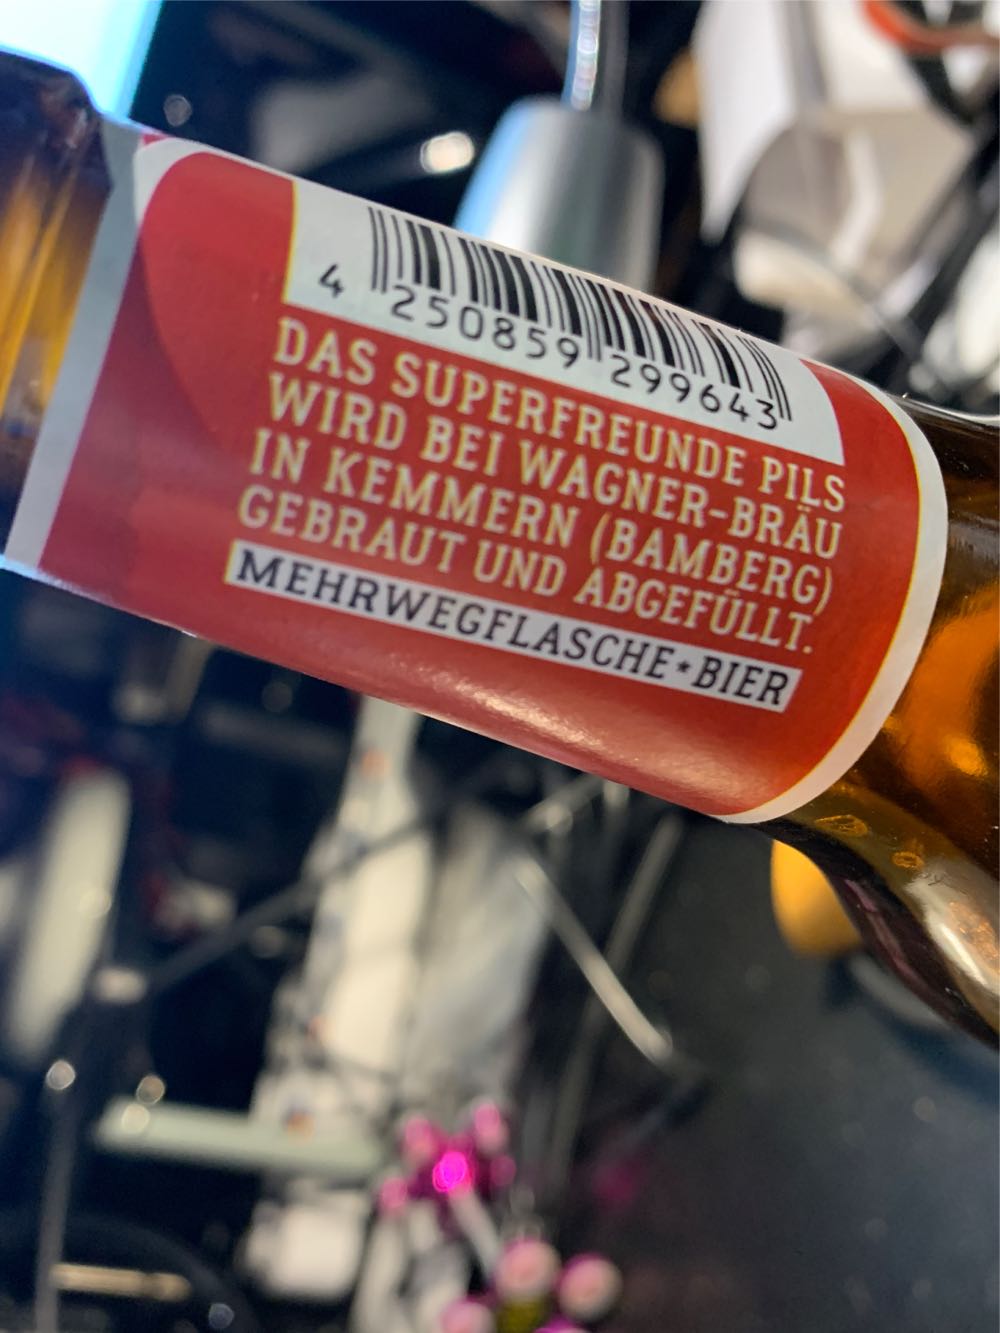 4 250859 299643
DAS SUPERFREUNDE PILS
WIRD BEI WAGNER-BRÄU
IN KEMMERN (BAMBERG)
GEBRAUT UND ABGEFÜLLT.
MEHRWEGFLASCHE★BIER